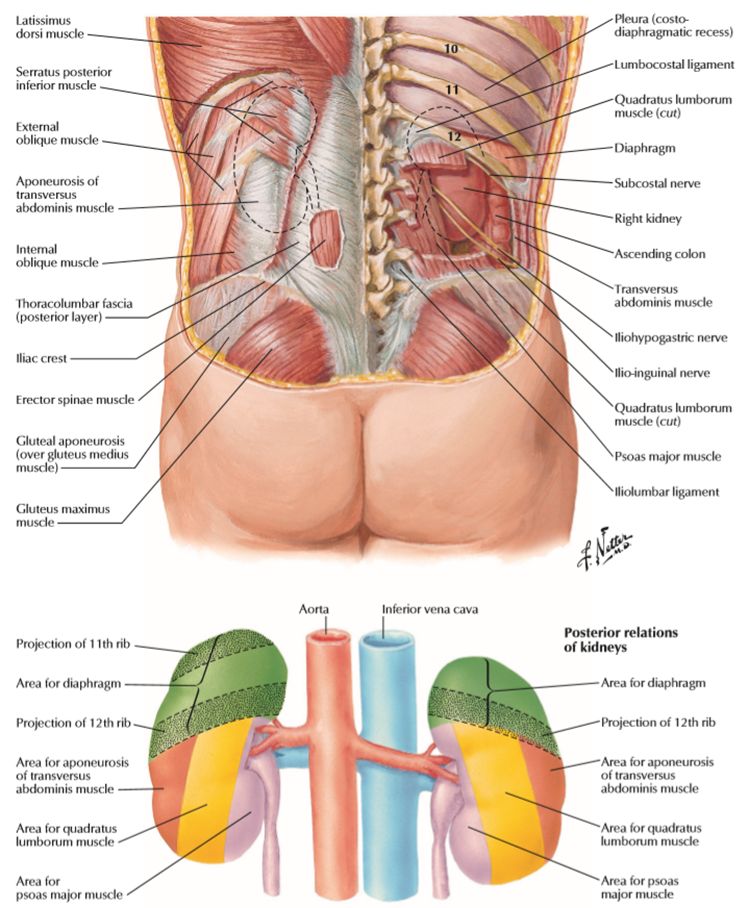 Latissimus
dorsi muscle
Serratus posterior
inferior muscle
External
oblique muscle
Aponeurosis of
transversus
abdominis muscle
Internal
oblique muscle
Thoracolumbar fascia
(posterior layer)
Iliac crest
Erector spinae muscle
Gluteal aponeurosis
(over gluteus medius
muscle)
Gluteus maximus
muscle
10
11
12
Pleura (costo-
diaphragmatic recess)
Lumbocostal ligament
Quadratus lumborum
muscle (cut)
Diaphragm
Subcostal nerve
Right kidney
Ascending colon
Transversus
abdominis muscle
Iliohypogastric nerve
Ilio-inguinal nerve
Quadratus lumborum
muscle (cut)
Psoas major muscle
Iliolumbar ligament
F. Netter
M.D.
Aorta
Inferior vena cava
Posterior relations
of kidneys
Projection of 11th rib
Area for diaphragm
Projection of 12th rib
Area for aponeurosis
of transversus
abdominis muscle
Area for quadratus
lumborum muscle
Area for
psoas major muscle
Area for diaphragm
Projection of 12th rib
Area for aponeurosis
of transversus
abdominis muscle
Area for quadratus
lumborum muscle
Area for psoas
major muscle